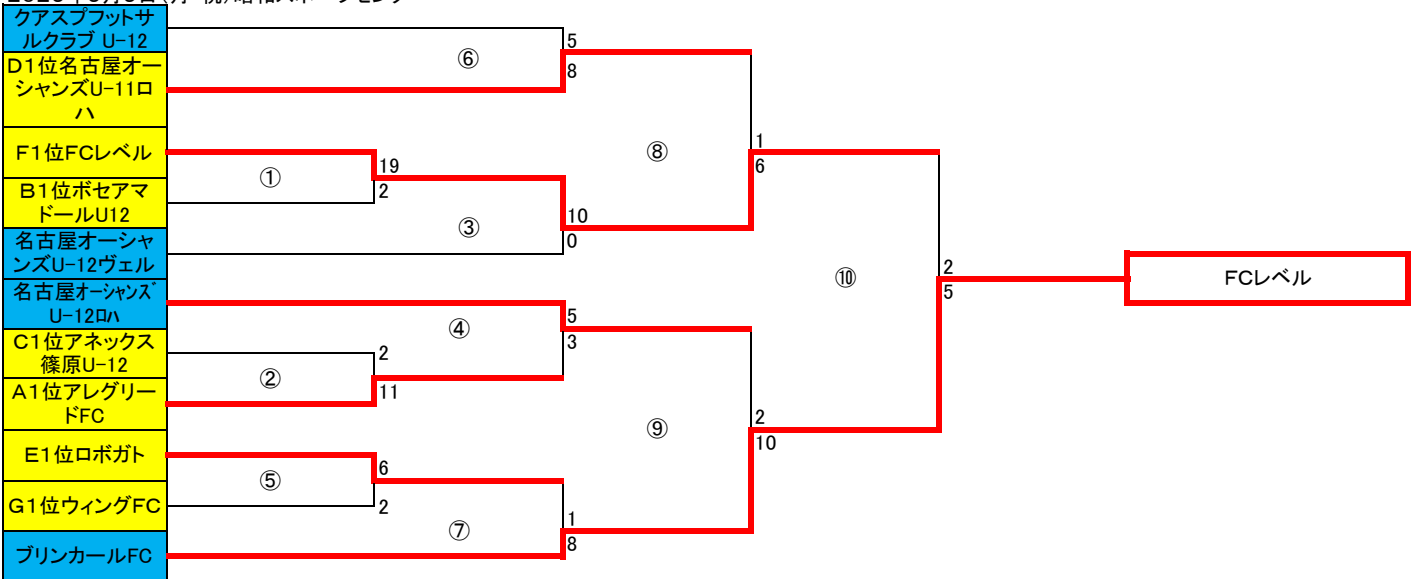 クアスプフットサ
ルクラブ U-12
D1位名古屋オー
シャンズU-11ロ
ハ
F1位FCレベル
B1位ボセアマ
ドールU12
名古屋オーシャ
ンズU-12ヴェル
名古屋オーシャンズ
U-12ロハ
C1位アネックス
篠原U-12
A1位アレグリー
ドFC
E1位ロボガト
G1位ウィングFC
ブリンカールFC
①
②
⑤
19
2
2
11
6
2
⑥
③
④
⑦
5
8
10
0
5
3
1
8
⑧
⑨
1
6
2
10
⑩
2
5
FCレベル